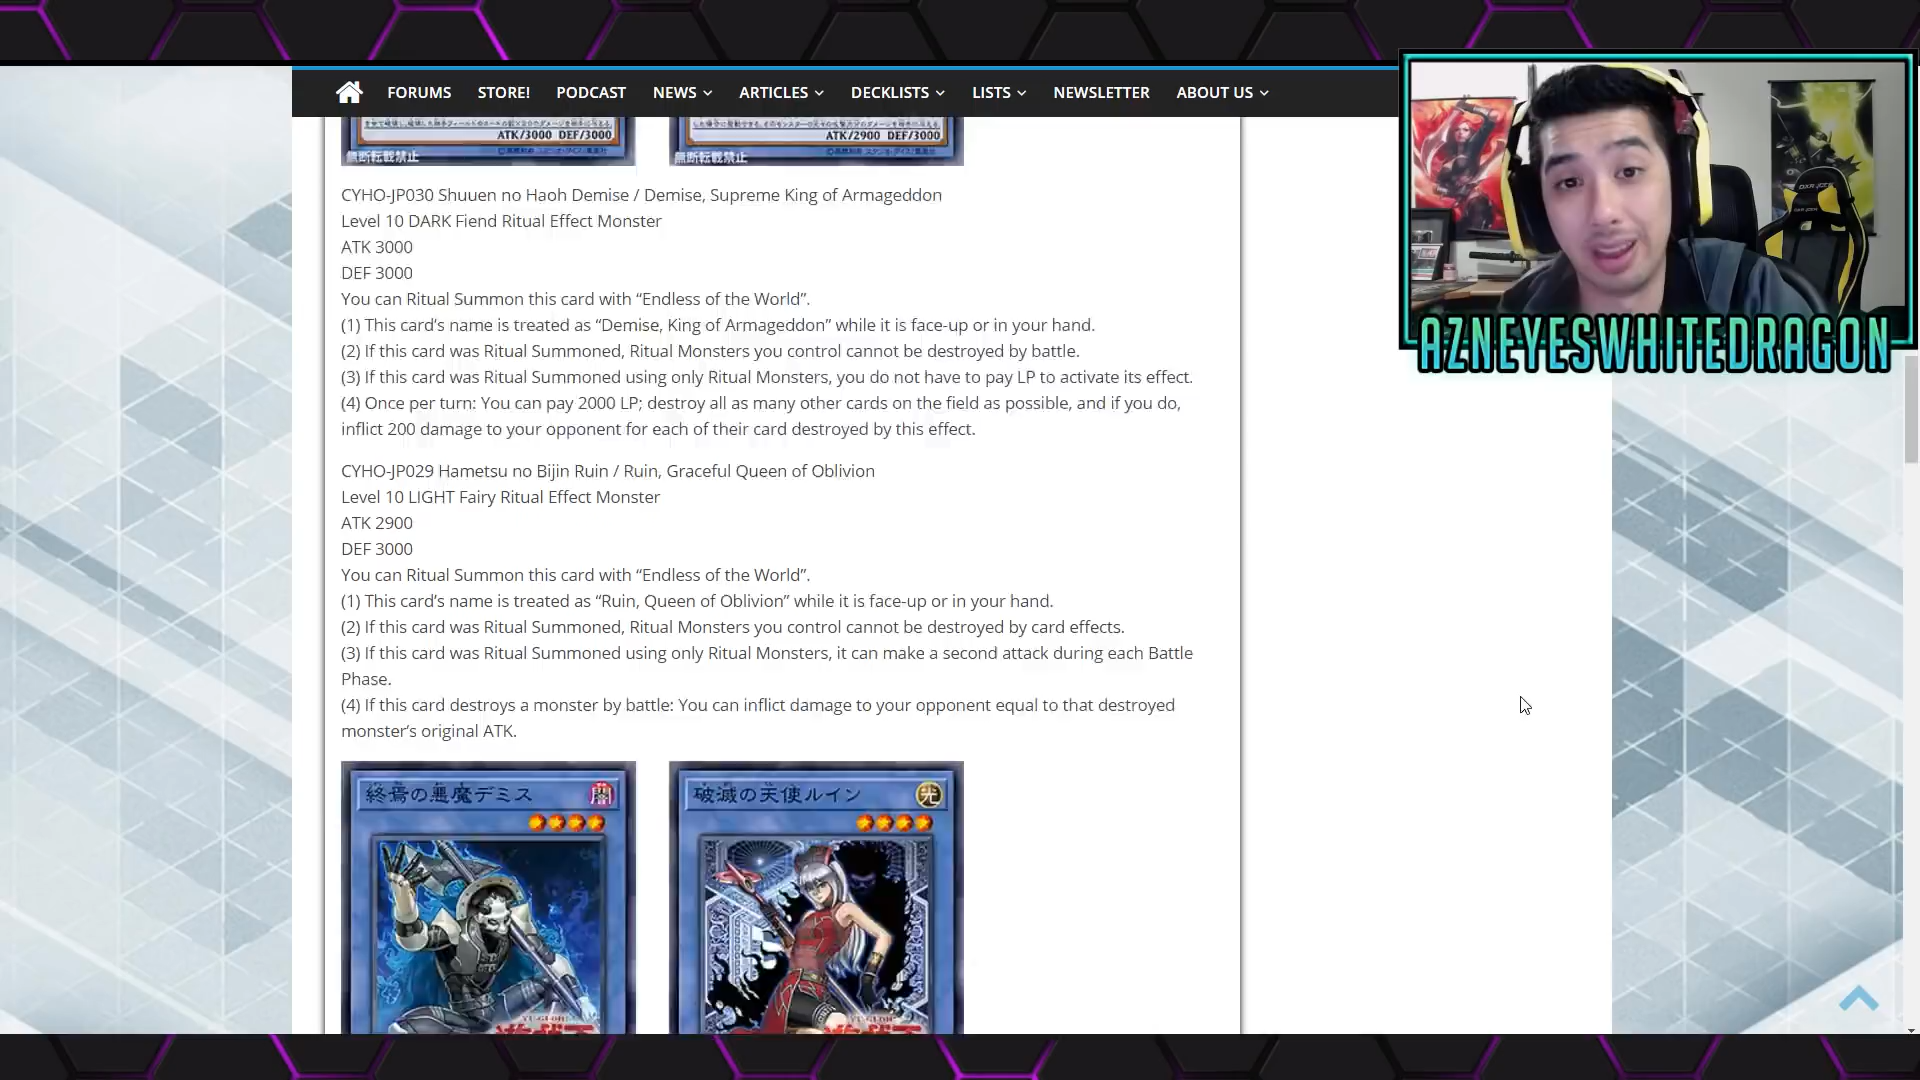 FORUMS STORE! PODCAST NEWS ARTICLES DECKLISTS LISTS NEWSLETTER ABOUT US
ATK/3000 DEF/3000
ATK/2900 DEF/3000
無断転載禁止
無断転載禁止
CYHO-JP030 Shuuen no Haoh Demise / Demise, Supreme King of Armageddon
Level 10 DARK Fiend Ritual Effect Monster
ATK 3000
DEF 3000
You can Ritual Summon this card with “Endless of the World”.
(1) This card’s name is treated as “Demise, King of Armageddon” while it is face-up or in your hand.
(2) If this card was Ritual Summoned, Ritual Monsters you control cannot be destroyed by battle.
(3) If this card was Ritual Summoned using only Ritual Monsters, you do not have to pay LP to activate its effect.
(4) Once per turn: You can pay 2000 LP; destroy all as many other cards on the field as possible, and if you do,
inflict 200 damage to your opponent for each of their card destroyed by this effect.
CYHO-JP029 Hametsu no Bijin Ruin / Ruin, Graceful Queen of Oblivion
Level 10 LIGHT Fairy Ritual Effect Monster
ATK 2900
DEF 3000
You can Ritual Summon this card with “Endless of the World”.
(1) This card’s name is treated as “Ruin, Queen of Oblivion” while it is face-up or in your hand.
(2) If this card was Ritual Summoned, Ritual Monsters you control cannot be destroyed by card effects.
(3) If this card was Ritual Summoned using only Ritual Monsters, it can make a second attack during each Battle
Phase.
(4) If this card destroys a monster by battle: You can inflict damage to your opponent equal to that destroyed
monster’s original ATK.
終焉の悪魔デミス 闇
破滅の天使ルイン 光
AZNEYESWHITEDRAGON